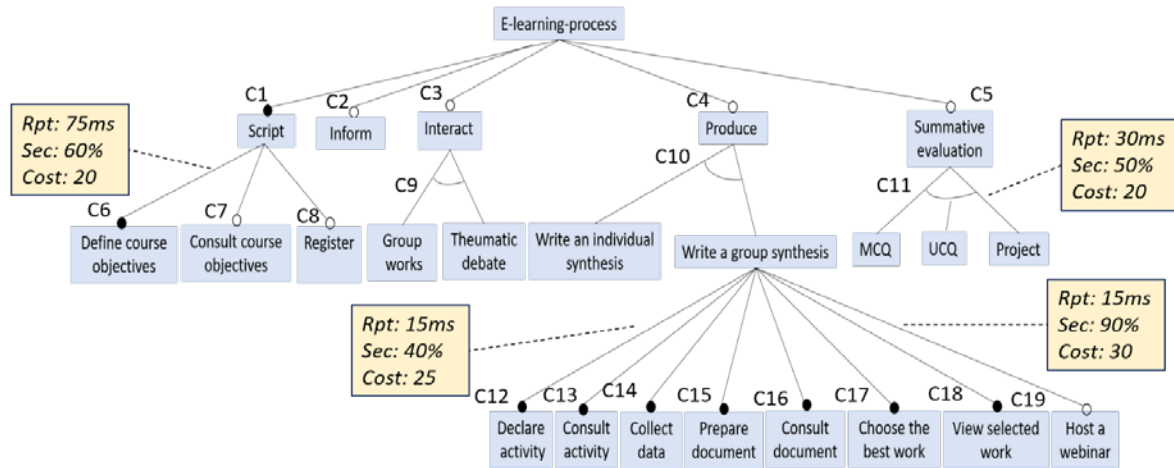 E-learning-process
C1
C2
C3
C4
C5
Rpt: 75ms
Sec: 60%
Cost: 20
Script
Inform
Interact
Produce
Summative
evaluation
Rpt: 30ms
Sec: 50%
Cost: 20
C6
C7
C8
C9
C10
C11
Define course
objectives
Consult course
objectives
Register
Group
works
Theumatic
debate
Write an individual
synthesis
Write a group synthesis
MCQ
UCQ
Project
Rpt: 15ms
Sec: 40%
Cost: 25
Rpt: 15ms
Sec: 90%
Cost: 30
C12
C13
C14
C15
C16
C17
C18
C19
Declare
activity
Consult
activity
Collect
data
Prepare
document
Consult
document
Choose the
best work
View selected
work
Host a
webinar